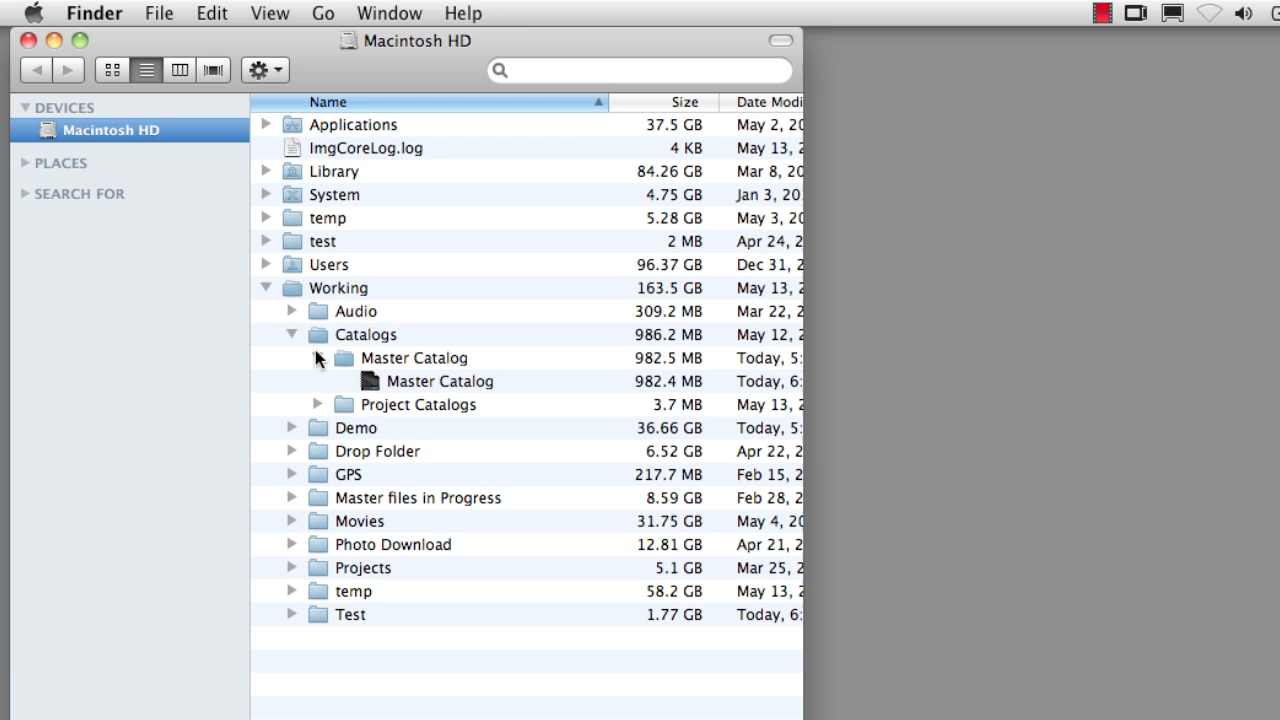 Finder File Edit View Go Window Help
Macintosh HD
DEVICES
Macintosh HD
PLACES
SEARCH FOR
Name Size Date Modi
Applications 37.5 GB May 2, 20
ImgCoreLog.log 4 KB May 13, 2
Library 84.26 GB Mar 8, 20
System 4.75 GB Jan 3, 20
temp 5.28 GB May 3, 20
test 2 MB Apr 24, 2
Users 96.37 GB Dec 31, 2
Working 163.5 GB May 13, 2
Audio 309.2 MB Mar 22, 2
Catalogs 986.2 MB May 12, 2
Master Catalog 982.5 MB Today, 5:
Master Catalog 982.4 MB Today, 6:
Project Catalogs 3.7 MB May 13, 2
Demo 36.66 GB Today, 5:
Drop Folder 6.52 GB Apr 22, 2
GPS 217.7 MB Feb 15, 2
Master files in Progress 8.59 GB Feb 28, 2
Movies 31.75 GB May 4, 20
Photo Download 12.81 GB Apr 21, 2
Projects 5.1 GB Mar 25, 2
temp 58.2 GB May 13, 2
Test 1.77 GB Today, 6: